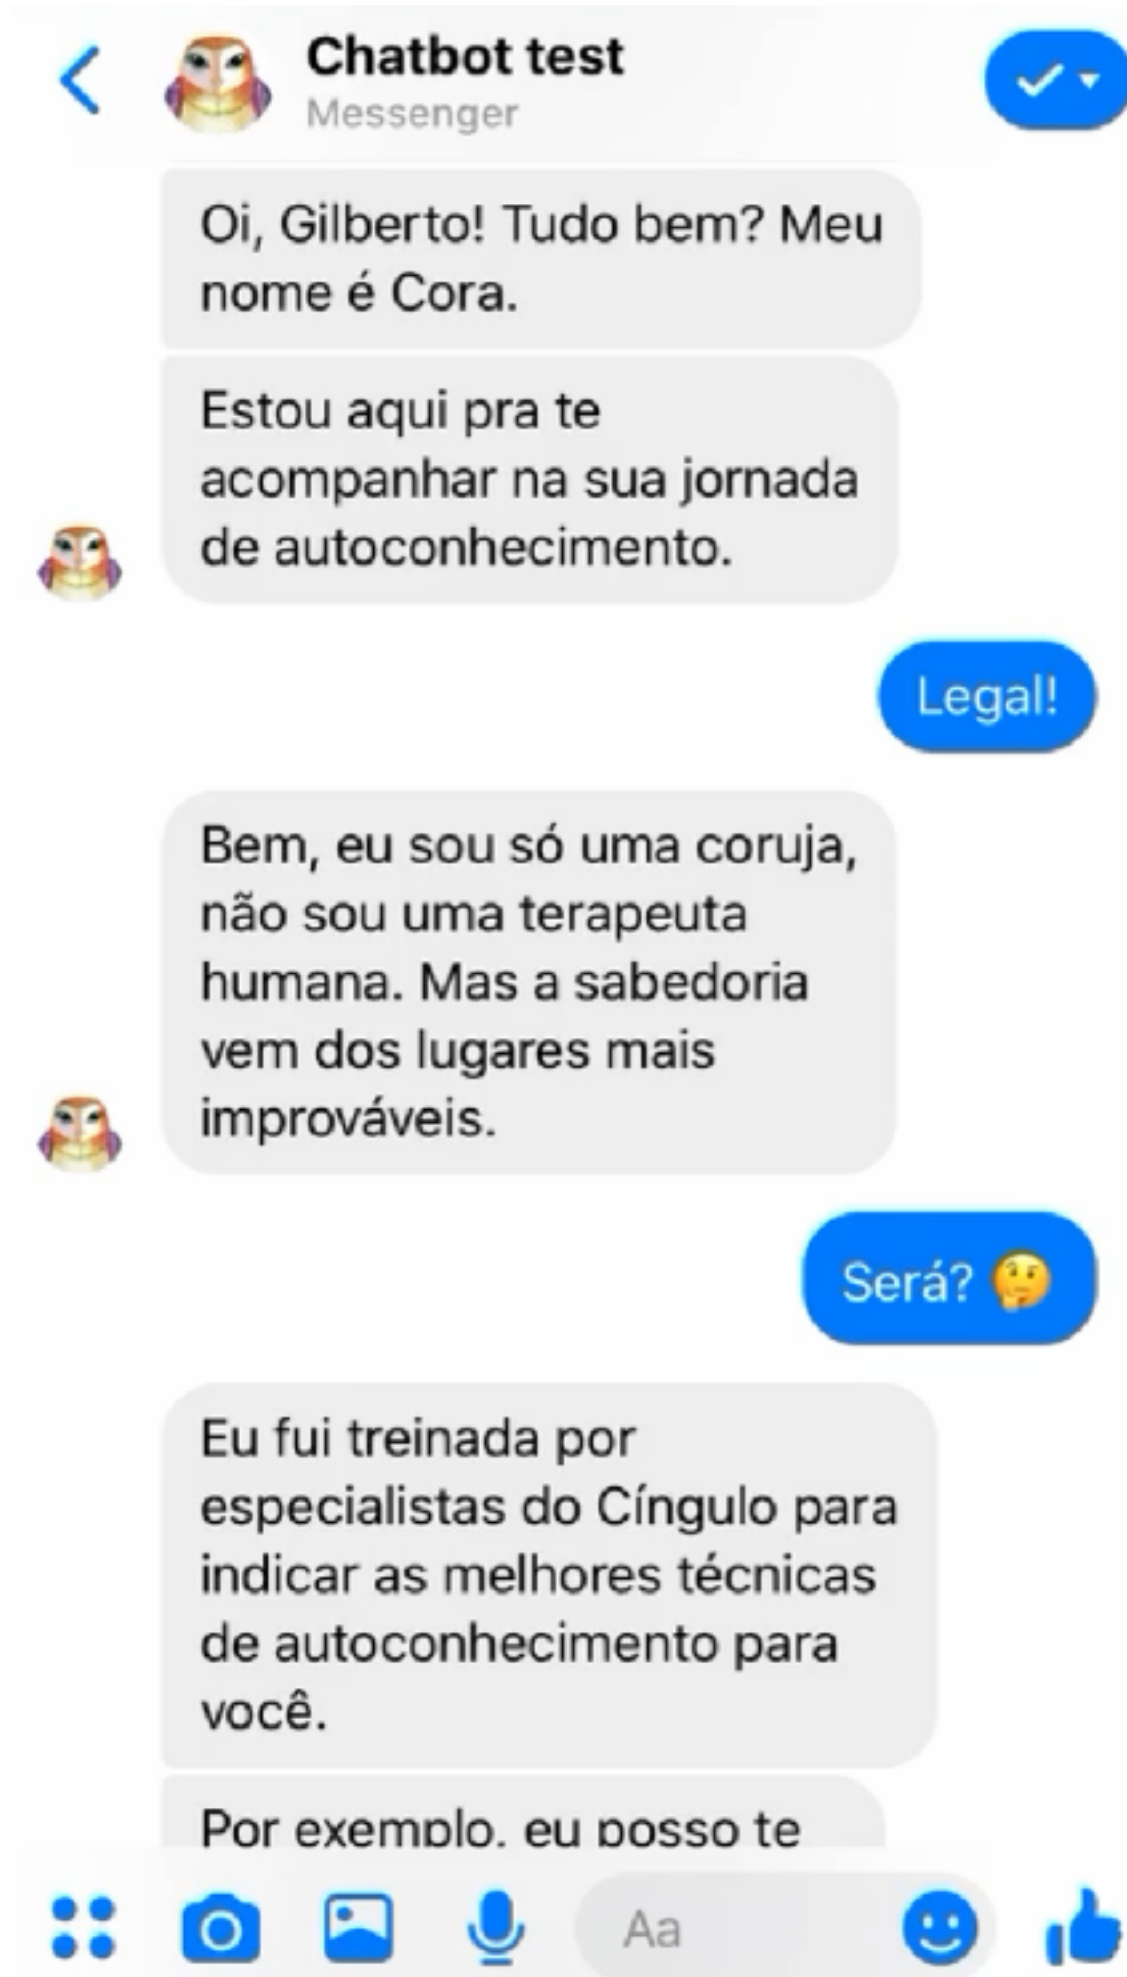 Chatbot test
Messenger
Oi, Gilberto! Tudo bem? Meu
nome é Cora.
Estou aqui pra te
acompanhar na sua jornada
de autoconhecimento.
Legal!
Bem, eu sou só uma coruja,
não sou uma terapeuta
humana. Mas a sabedoria
vem dos lugares mais
improváveis.
Será? 🤔
Eu fui treinada por
especialistas do Cíngulo para
indicar as melhores técnicas
de autoconhecimento para
você.
Por exemplo, eu posso te
Aa